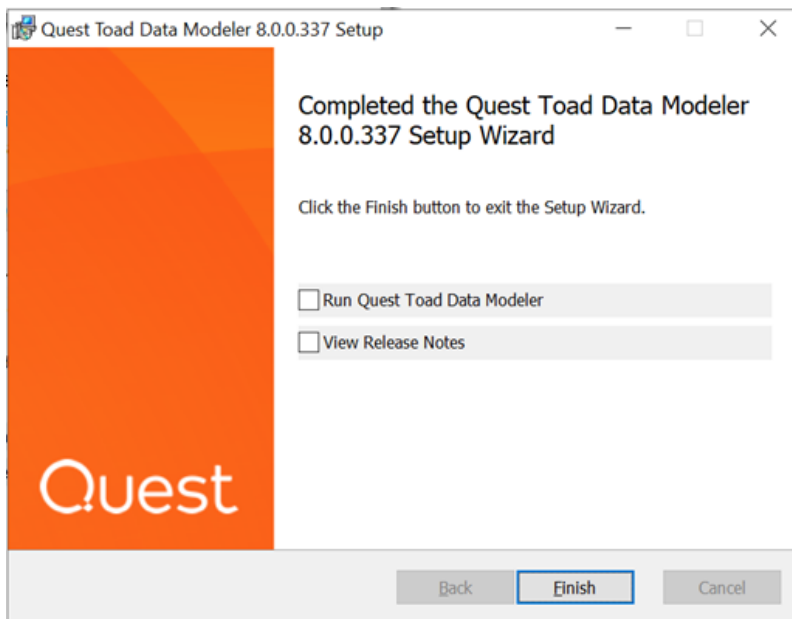 Quest Toad Data Modeler 8.0.0.337 Setup
Completed the Quest Toad Data Modeler
8.0.0.337 Setup Wizard
Click the Finish button to exit the Setup Wizard.
Run Quest Toad Data Modeler
View Release Notes
Quest
Back
Finish
Cancel